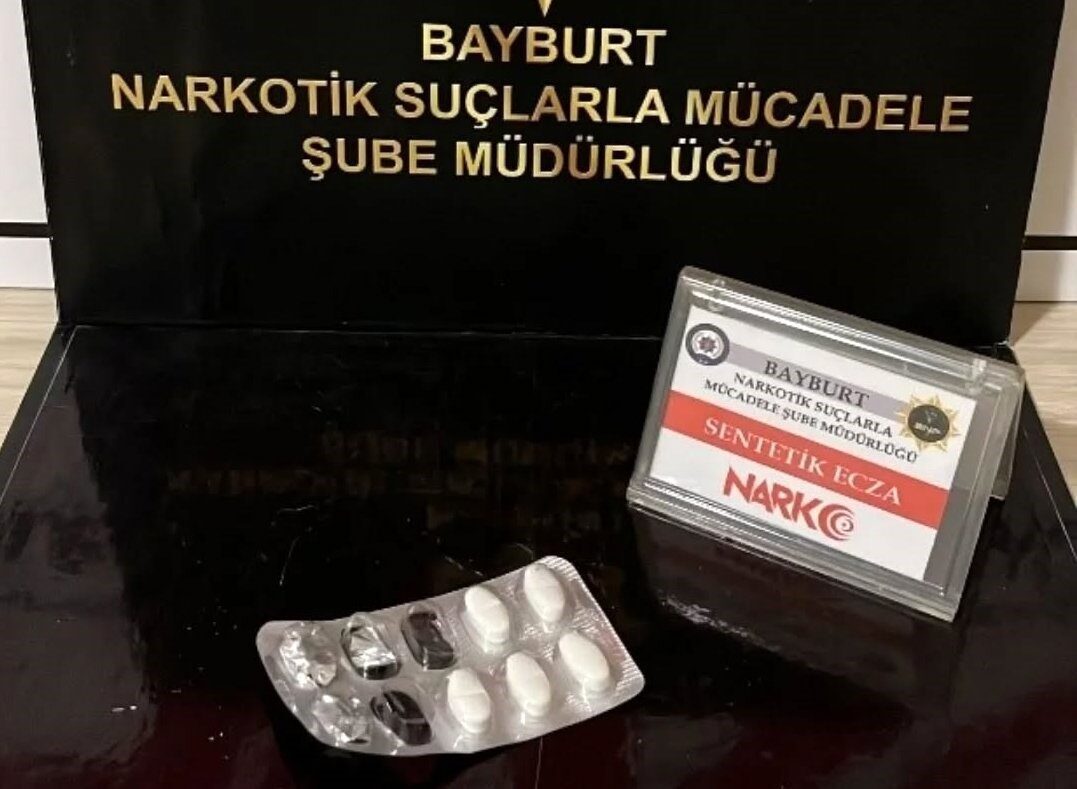 BAYBURT
NARKOTİK SUÇLARLA MÜCADELE
ŞUBE MÜDÜRLÜĞÜ
BAYBURT
NARKOTİK SUÇLARLA
MÜCADELE ŞUBE MÜDÜRLÜĞÜ
SENTETİK ECZA
NARKO